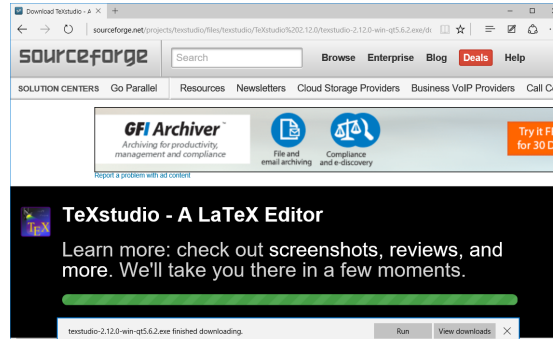 Download TeXstudio - A
sourceforge.net/projects/texstudio/files/texstudio/TeXstudio%202.12.0/texstudio-2.12.0-win-qt5.6.2.exe/do
sourceforge
Search
Browse Enterprise Blog Deals Help
SOLUTION CENTERS Go Parallel Resources Newsletters Cloud Storage Providers Business VoIP Providers Call C
GFI Archiver™
Archiving for productivity,
management and compliance
File and
email archiving
Compliance
and e-discovery
Try it F
for 30 D
Report a problem with ad content
TEX
TeXstudio - A LaTeX Editor
Learn more: check out screenshots, reviews, and
more. We'll take you there in a few moments.
texstudio-2.12.0-win-qt5.6.2.exe finished downloading.
Run
View downloads